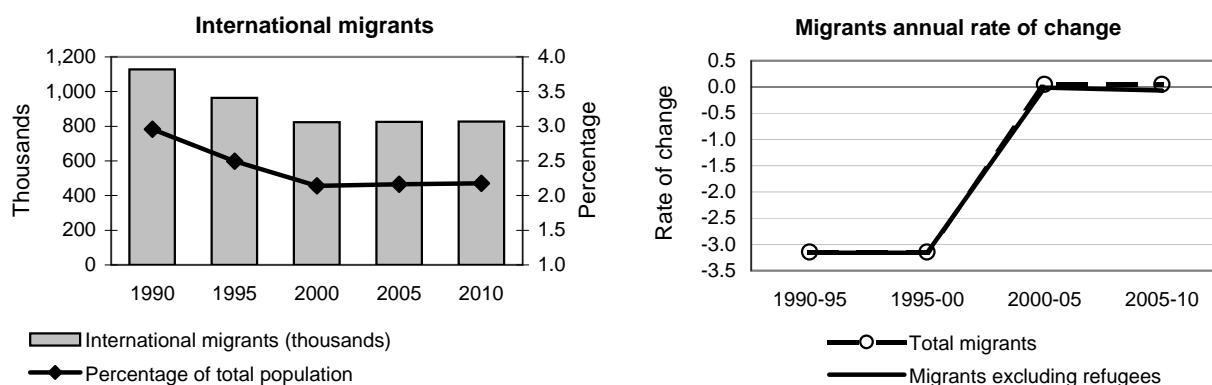 International migrants
1,200
1,000
800
600
400
200
0
Thousands
4.0
3.5
3.0
2.5
2.0
1.5
1.0
Percentage
1990 1995 2000 2005 2010
International migrants (thousands)
Percentage of total population
Migrants annual rate of change
0.5
0.0
-0.5
-1.0
-1.5
-2.0
-2.5
-3.0
-3.5
Rate of change
1990-95 1995-00 2000-05 2005-10
Total migrants
Migrants excluding refugees